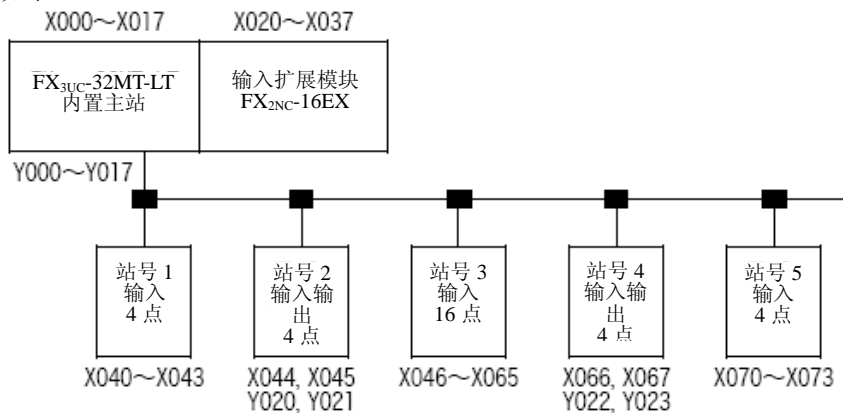 X000～X017 X020～X037
FX3UC-32MT-LT
内置主站
输入扩展模块
FX2NC-16EX
Y000～Y017
站号 1
输入
4 点
站号 2
输入输
出
4 点
站号 3
输入
16 点
站号 4
输入输
出
4 点
站号 5
输入
4 点
X040～X043
X044, X045
Y020, Y021
X046～X065
X066, X067
Y022, Y023
X070～X073